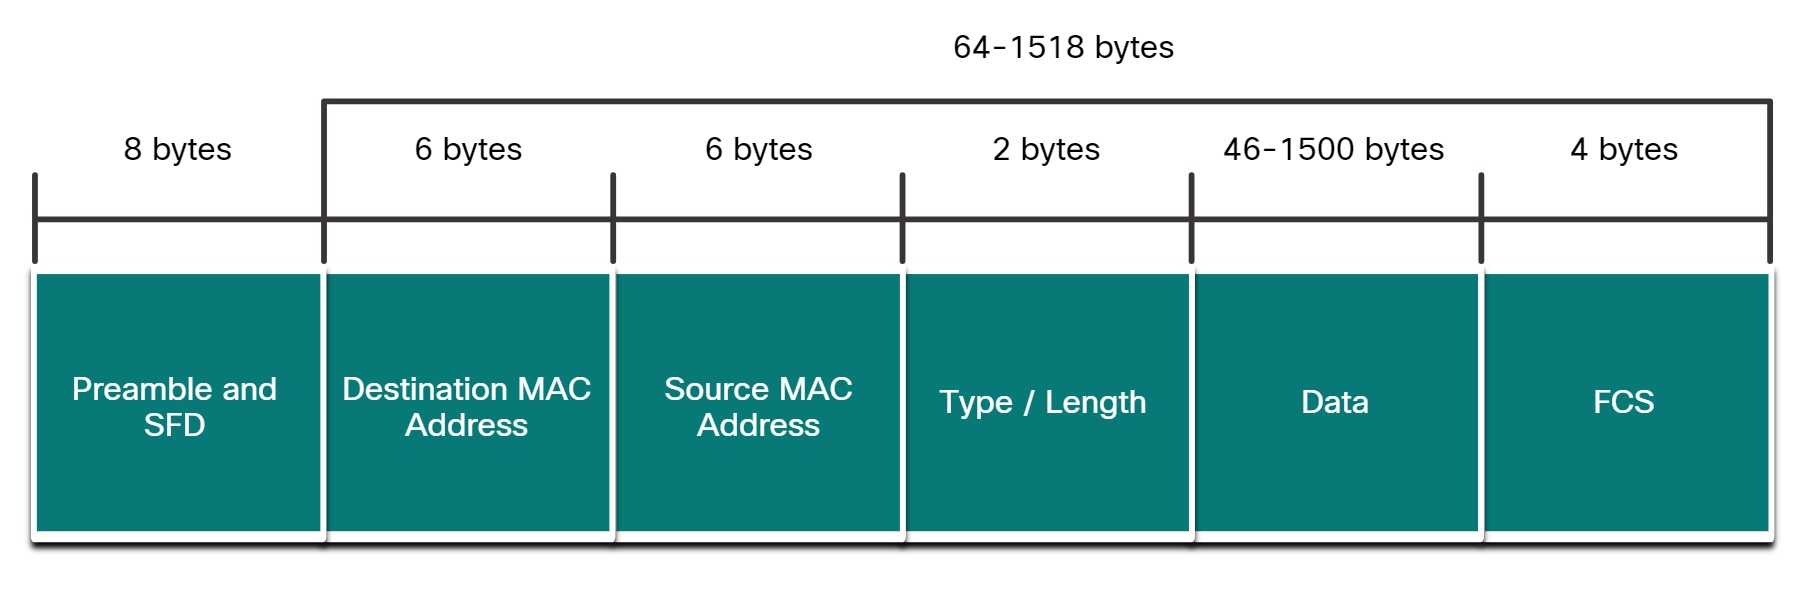 64-1518 bytes
8 bytes
6 bytes
6 bytes
2 bytes
46-1500 bytes
4 bytes
Preamble and
SFD
Destination MAC
Address
Source MAC
Address
Type / Length
Data
FCS